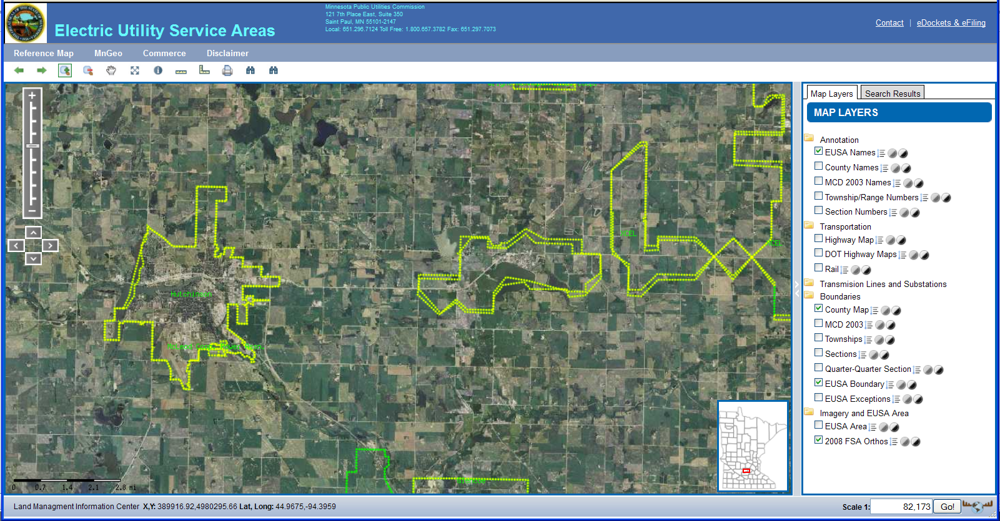 Minnesota Public Utilities Commission
121 7th Place East, Suite 350
Saint Paul, MN 55101-2147
Local: 651.296.7124 Toll Free: 1.800.657.3782 Fax: 651.297.7073
Electric Utility Service Areas
Contact | eDockets & eFiling
Reference Map MnGeo Commerce Disclaimer
Map Layers Search Results
MAP LAYERS
Annotation
EUSA Names
County Names
MCD 2003 Names
Township/Range Numbers
Section Numbers
Transportation
Highway Map
DOT Highway Maps
Rail
Transmision Lines and Substations
Boundaries
County Map
MCD 2003
Townships
Sections
Quarter-Quarter Section
EUSA Boundary
EUSA Exceptions
Imagery and EUSA Area
EUSA Area
2008 FSA Orthos
Hutchinson
Glencoe
0 0.7 1.4 2.1 2.8 mi
Land Managment Information Center X,Y: 389916.92,4980295.66 Lat, Long: 44.9675,-94.3959
Scale 1: 82,173 Go!